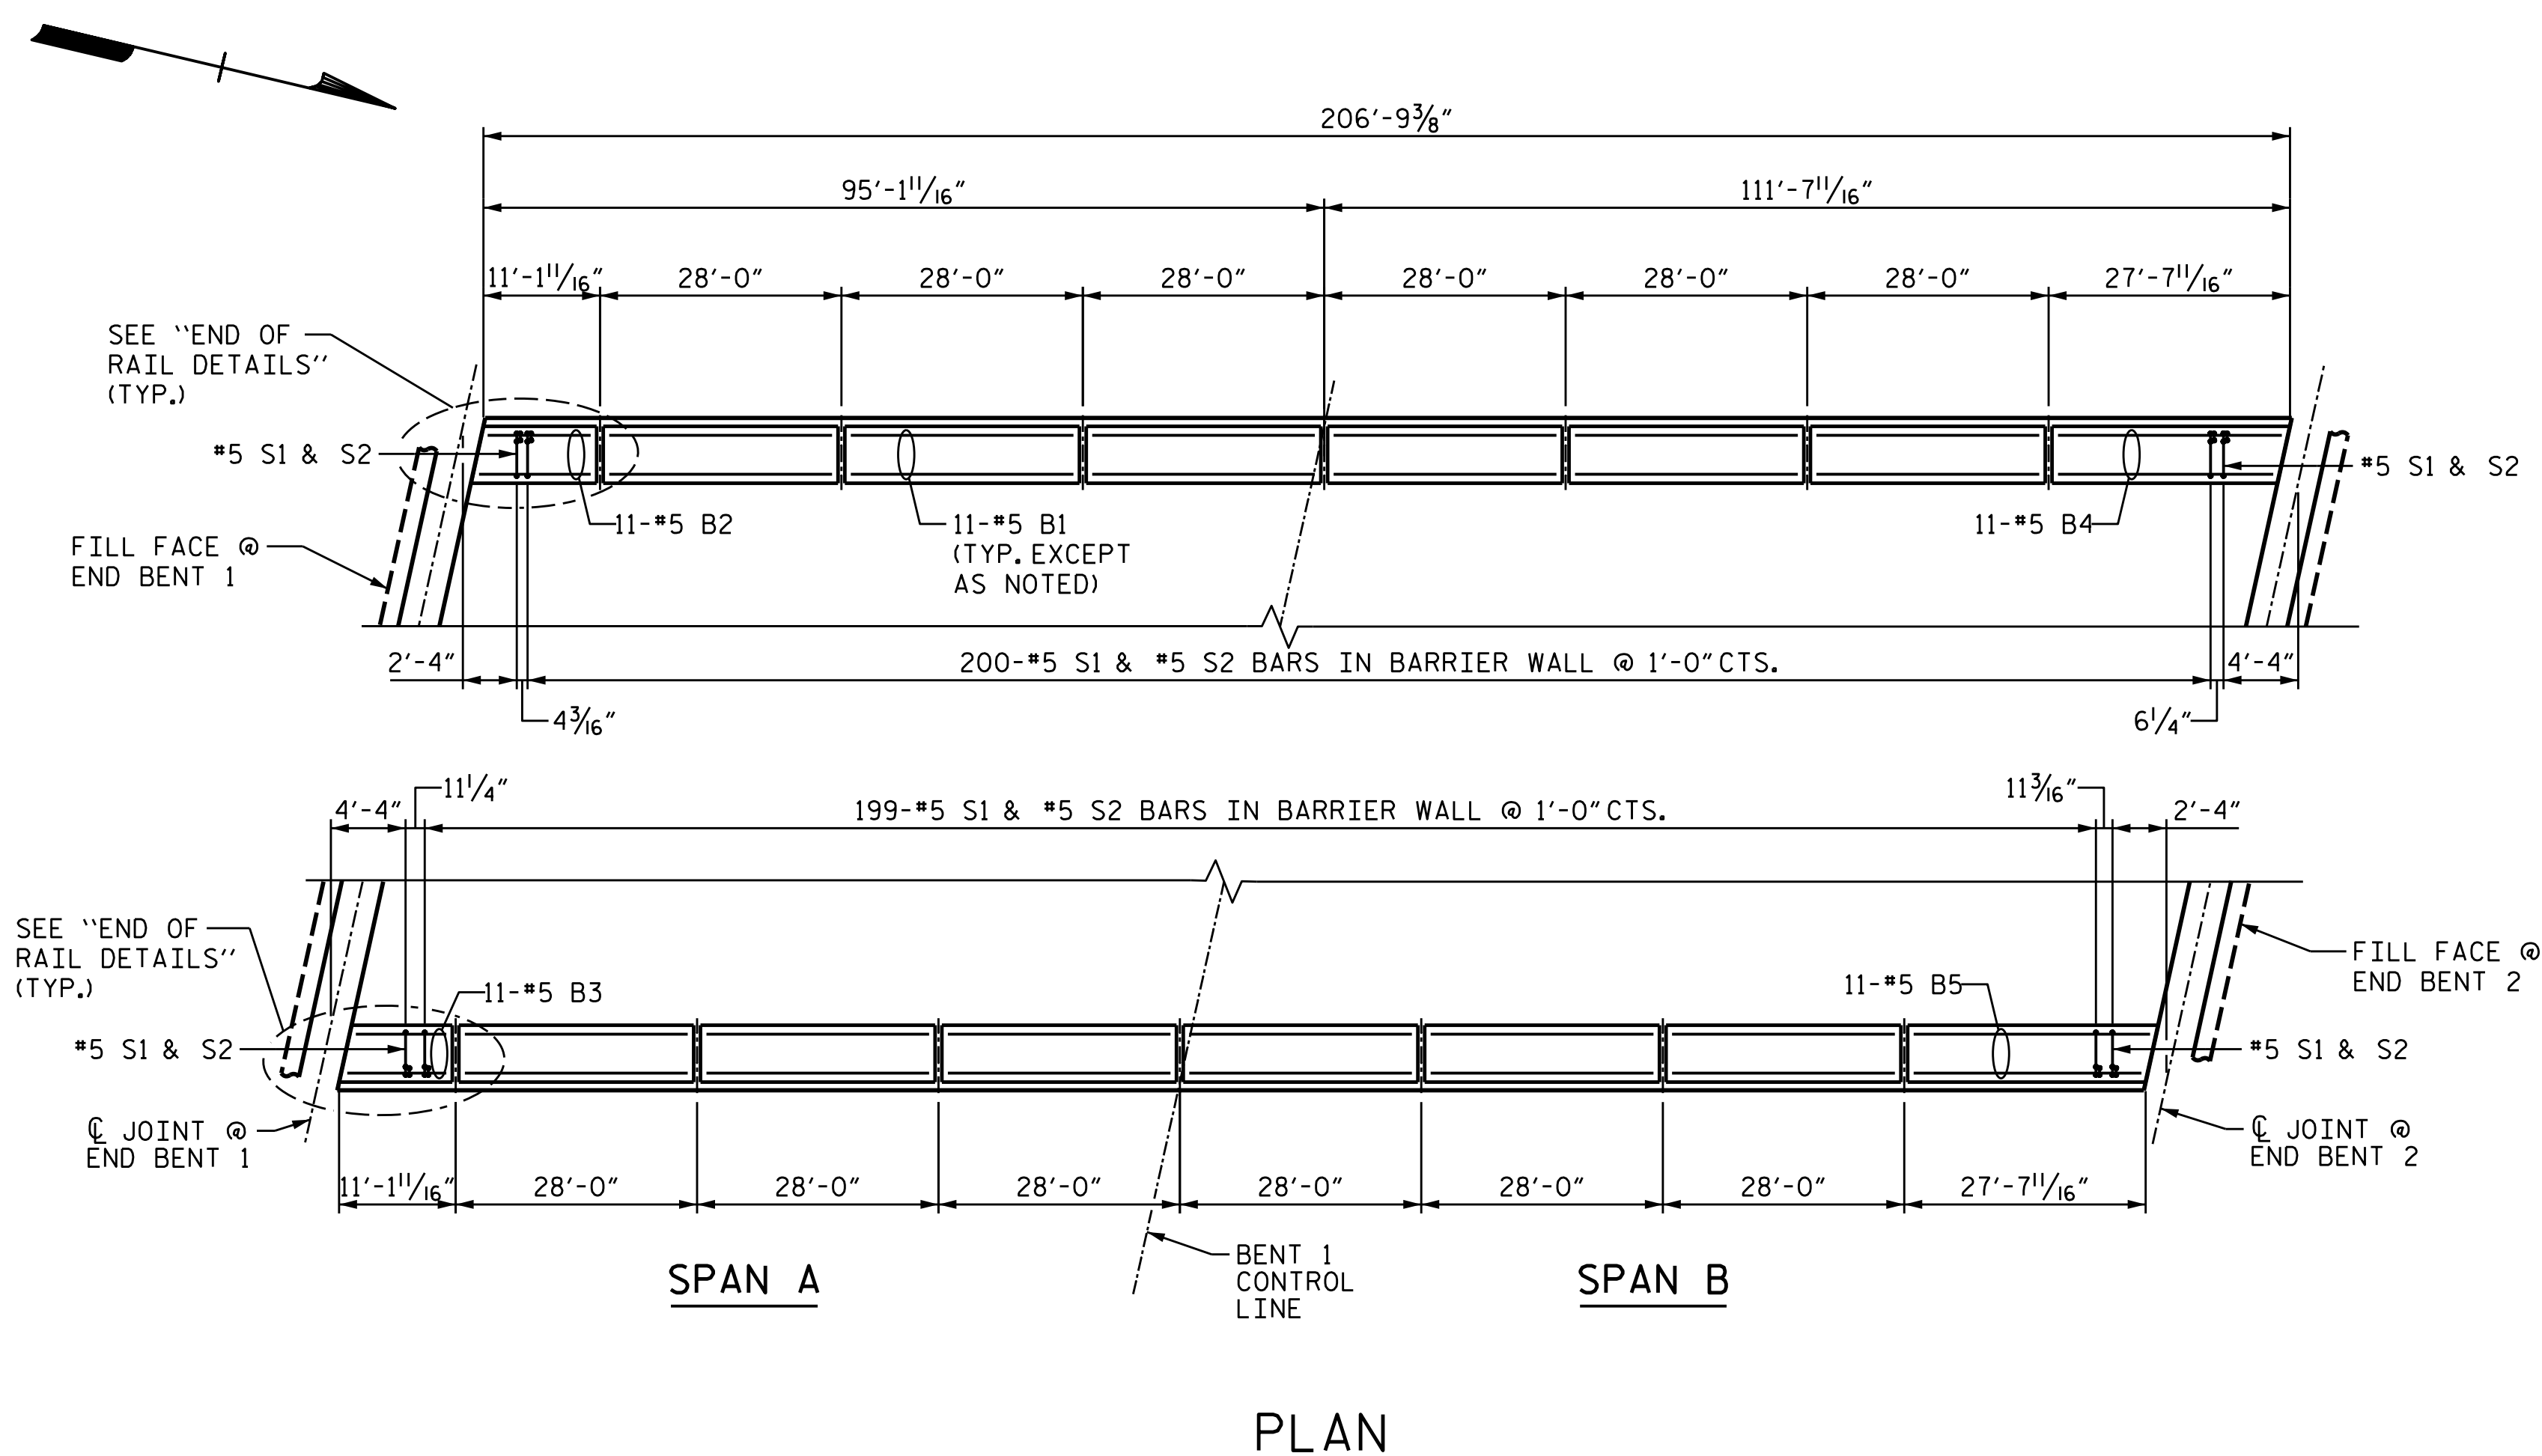 206'-9 3/8"
95'-1 11/16"
111'-7 11/16"
11'-1 11/16"
28'-0"
28'-0"
28'-0"
28'-0"
28'-0"
28'-0"
27'-7 11/16"
SEE "END OF
RAIL DETAILS"
(TYP.)
#5 S1 & S2
#5 S1 & S2
11-#5 B2
11-#5 B1
(TYP. EXCEPT
AS NOTED)
11-#5 B4
FILL FACE @
END BENT 1
2'-4"
200-#5 S1 & #5 S2 BARS IN BARRIER WALL @ 1'-0" CTS.
4'-4"
4 3/16"
6 1/4"
11 1/4"
11 3/16"
4'-4"
199-#5 S1 & #5 S2 BARS IN BARRIER WALL @ 1'-0" CTS.
2'-4"
SEE "END OF
RAIL DETAILS"
(TYP.)
FILL FACE @
END BENT 2
11-#5 B3
11-#5 B5
#5 S1 & S2
#5 S1 & S2
℄ JOINT @
END BENT 1
℄ JOINT @
END BENT 2
11'-1 11/16"
28'-0"
28'-0"
28'-0"
28'-0"
28'-0"
28'-0"
27'-7 11/16"
SPAN A
BENT 1
CONTROL
LINE
SPAN B
PLAN